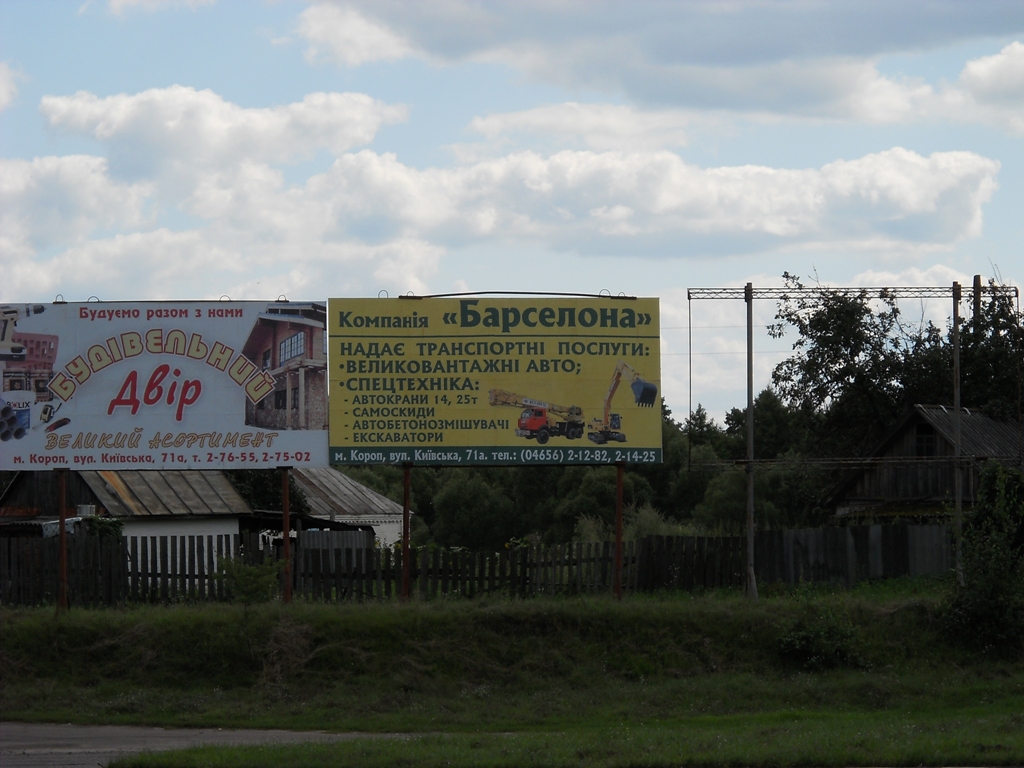 Будуємо разом з нами
БУДІВЕЛЬНИЙ
Двір
ВЕЛИКИЙ АСОРТИМЕНТ
м. Короп, вул. Київська, 71а, т. 2-76-55, 2-75-02
Компанія «Барселона»
НАДАЄ ТРАНСПОРТНІ ПОСЛУГИ:
•ВЕЛИКОВАНТАЖНІ АВТО;
•СПЕЦТЕХНІКА:
- АВТОКРАНИ 14, 25т
- САМОСКИДИ
- АВТОБЕТОНОЗМІШУВАЧІ
- ЕКСКАВАТОРИ
м. Короп, вул. Київська, 71а. тел.: (04656) 2-12-82, 2-14-25